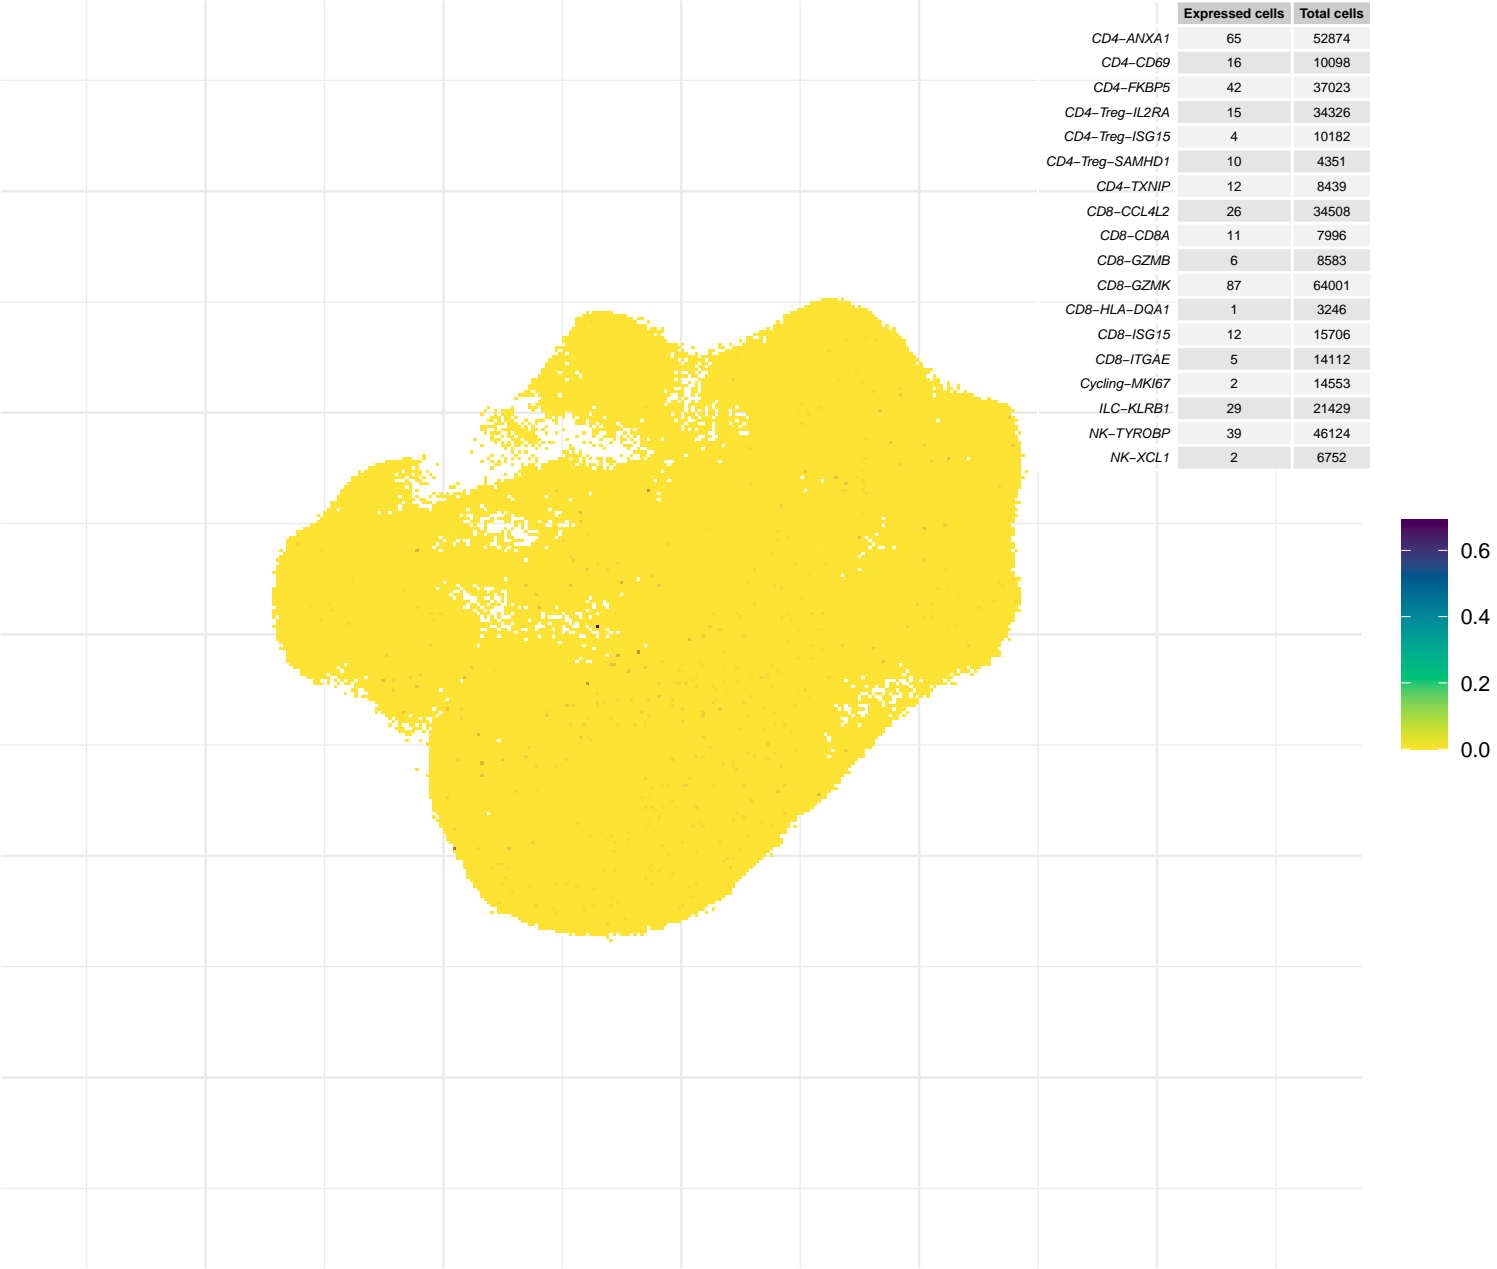 Expressed cells Total cells
CD4−ANXA1 65 52874
CD4−CD69 16 10098
CD4−FKBP5 42 37023
CD4−Treg−IL2RA 15 34326
CD4−Treg−ISG15 4 10182
CD4−Treg−SAMHD1 10 4351
CD4−TXNIP 12 8439
CD8−CCL4L2 26 34508
CD8−CD8A 11 7996
CD8−GZMB 6 8583
CD8−GZMK 87 64001
CD8−HLA−DQA1 1 3246
CD8−ISG15 12 15706
CD8−ITGAE 5 14112
Cycling−MKI67 2 14553
ILC−KLRB1 29 21429
NK−TYROBP 39 46124
NK−XCL1 2 6752
0.6
0.4
0.2
0.0